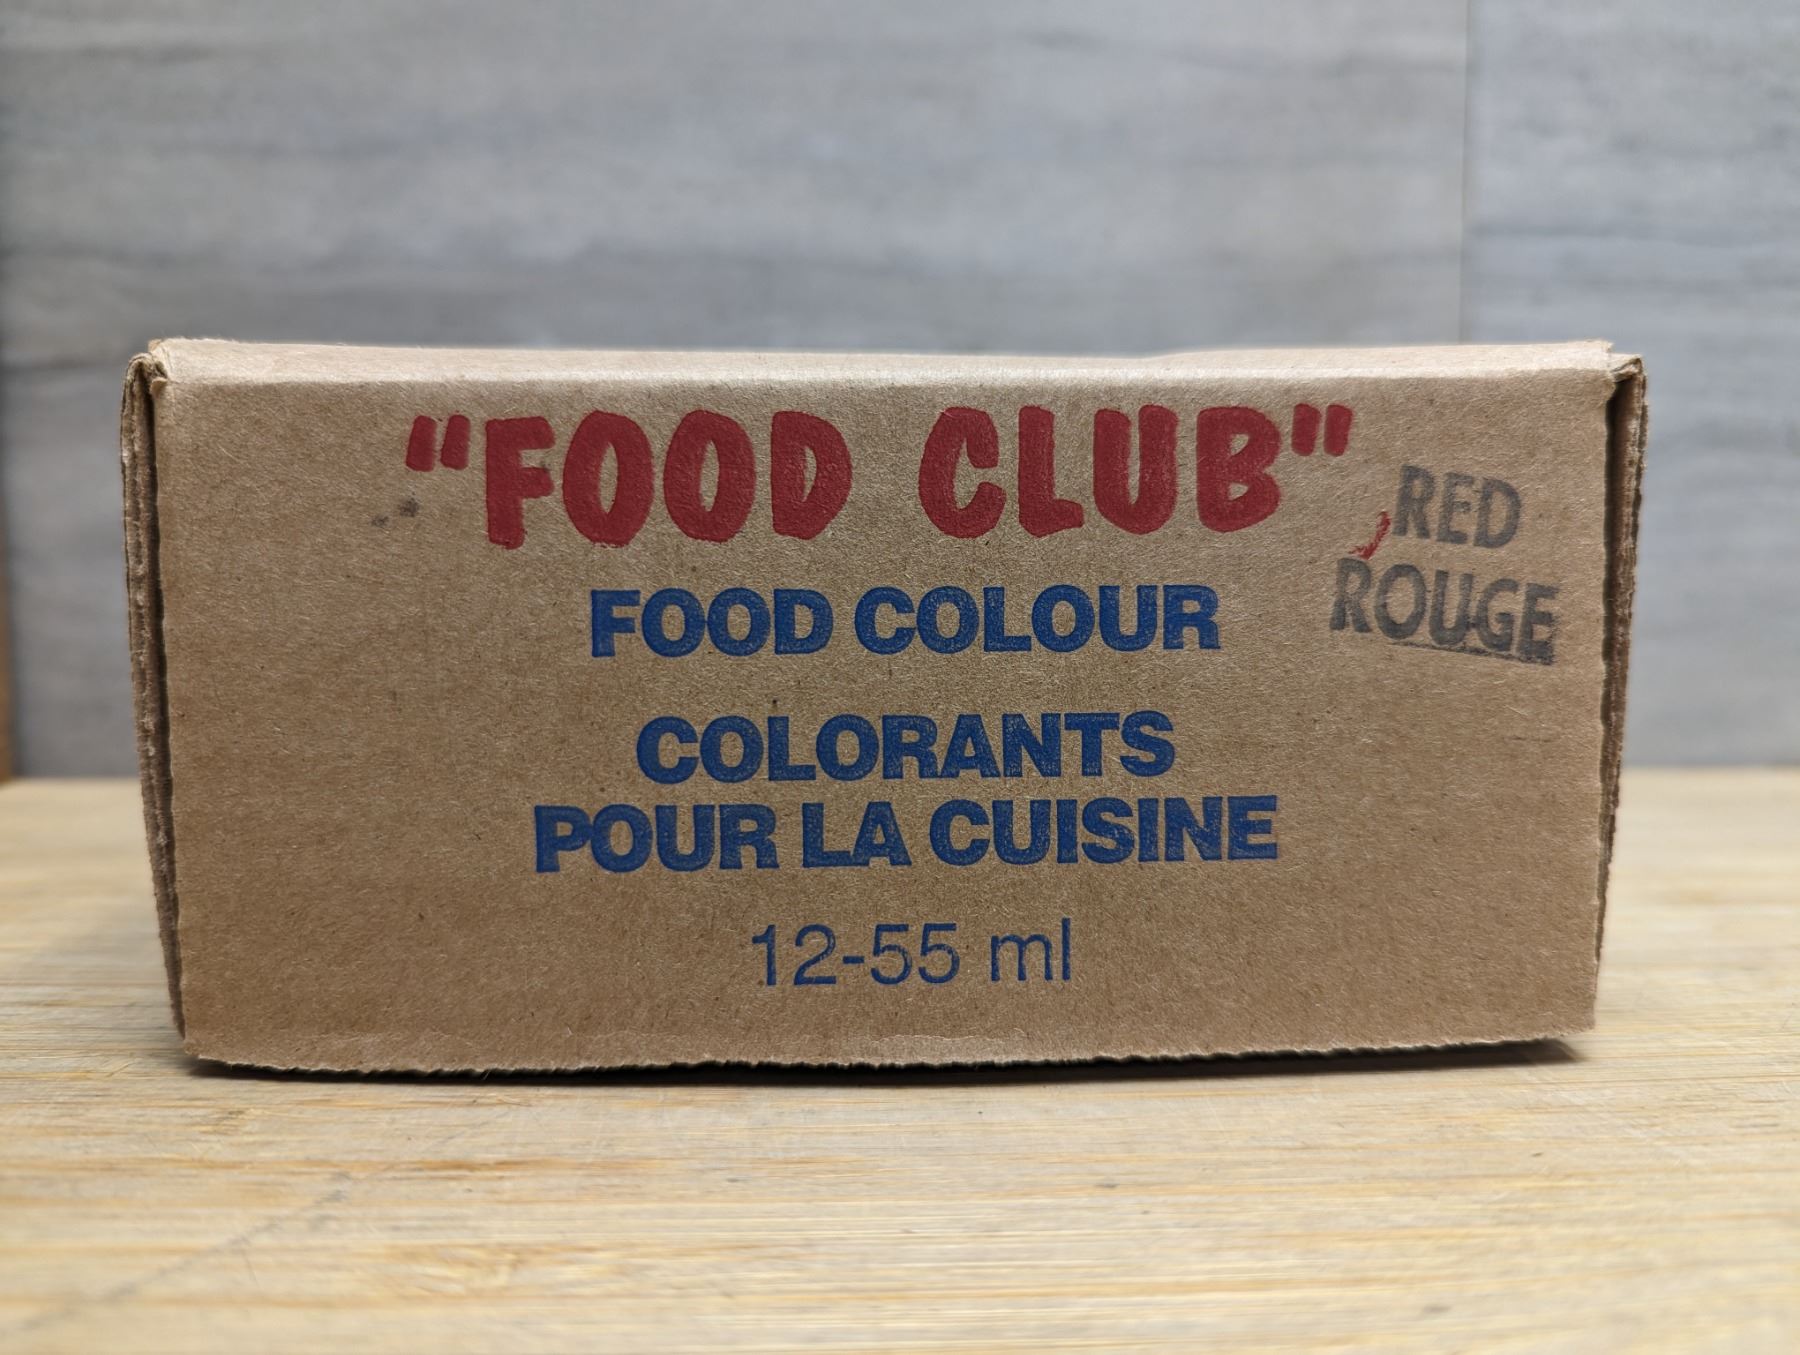 "FOOD CLUB"
RED
ROUGE
FOOD COLOUR
COLORANTS
POUR LA CUISINE
12-55 ml